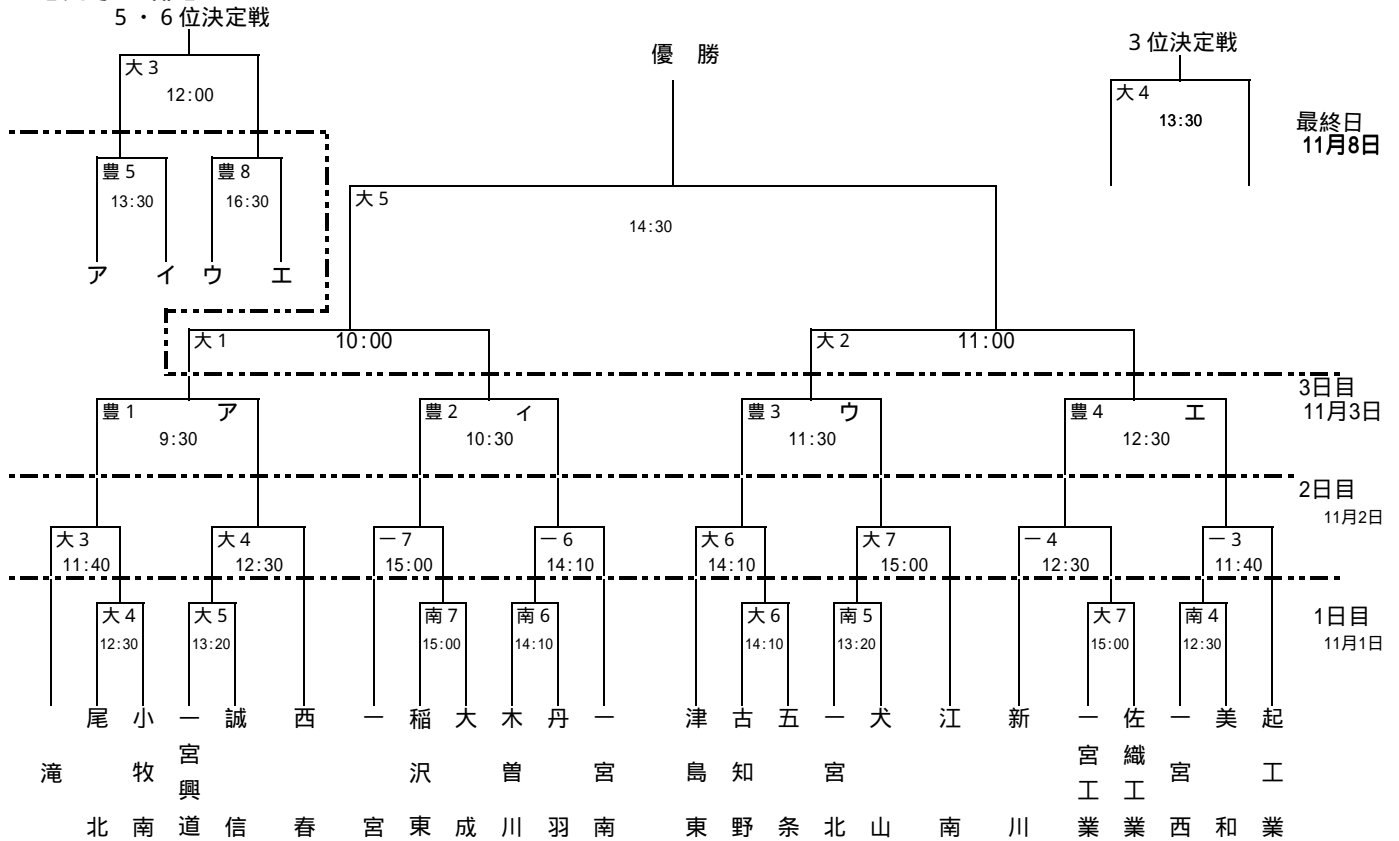 5・6位決定戦
優 勝
3位決定戦
大3
12:00
大4
13:30
最終日
11月8日
豊5
13:30
豊8
16:30
大5
14:30
ア イ ウ エ
大1 10:00
大2 11:00
3日目
11月3日
豊1 ア
9:30
豊2 イ
10:30
豊3 ウ
11:30
豊4 エ
12:30
2日目
11月2日
大3
11:40
大4
12:30
一7
15:00
一6
14:10
大6
14:10
大7
15:00
一4
12:30
一3
11:40
1日目
11月1日
大4
12:30
大5
13:20
南7
15:00
南6
14:10
大6
14:10
南5
13:20
大7
15:00
南4
12:30
滝
尾北
小牧南
一宮興道
誠信
西春
一宮
稲沢東
大成
木曽川
丹羽
一宮南
津島東
古知野
五条
一宮北
犬山
江南
新川
一宮工業
佐織工業
一宮西
美和
起工業